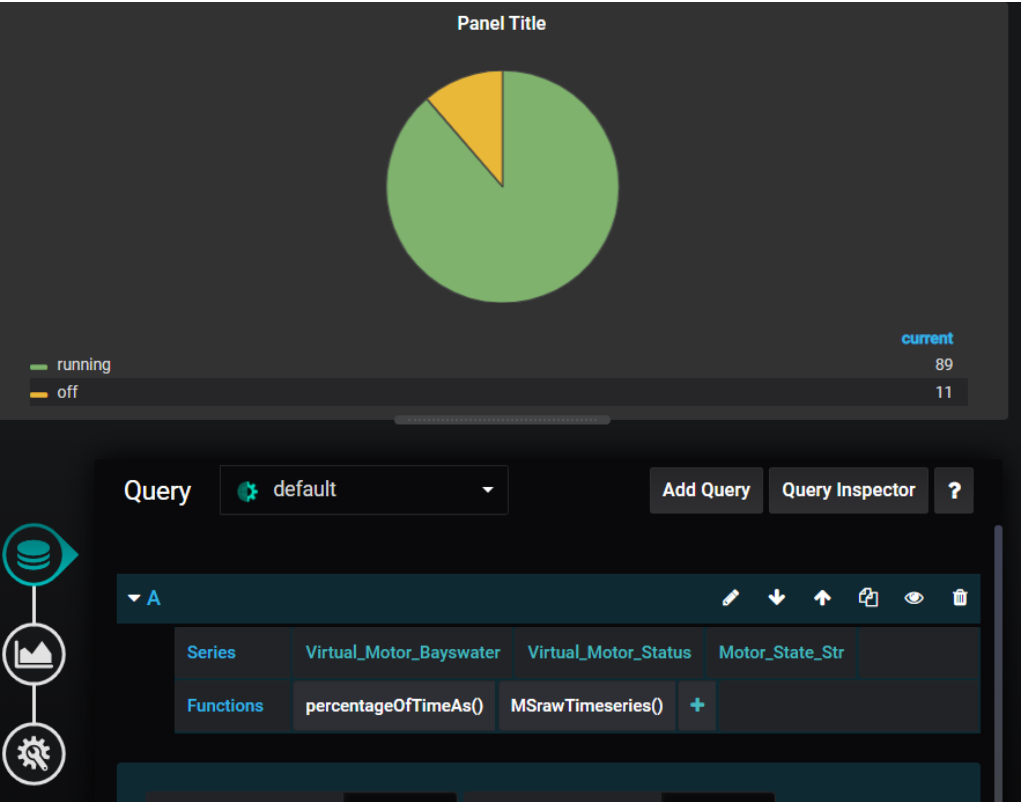 Panel Title
current
running 89
off 11
Query default Add Query Query Inspector ?
A
Series Virtual_Motor_Bayswater Virtual_Motor_Status Motor_State_Str
Functions percentageOfTimeAs() MSrawTimeseries() +